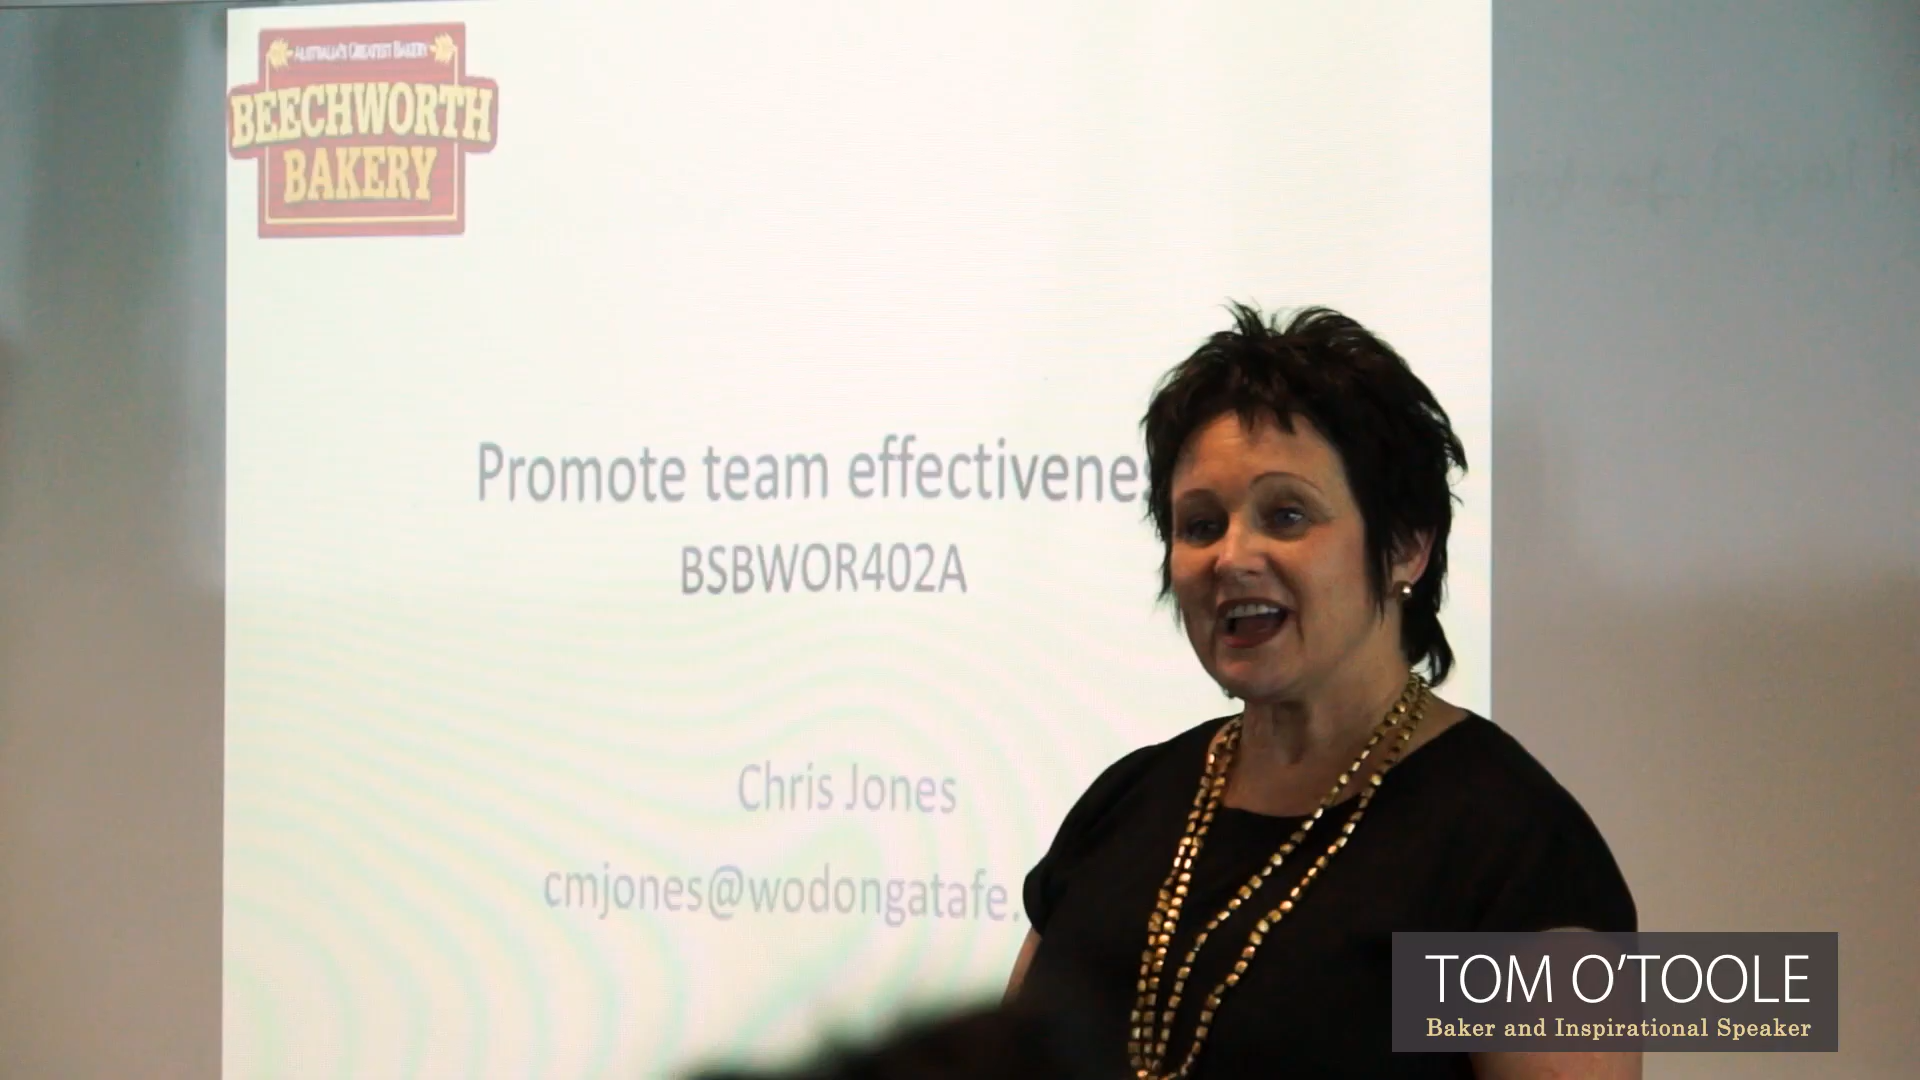 AUSTRALIA'S GREATEST BAKERY
BEECHWORTH
BAKERY
Promote team effectivenes
BSBWOR402A
Chris Jones
cmjones@wodongatafe.
TOM O'TOOLE
Baker and Inspirational Speaker